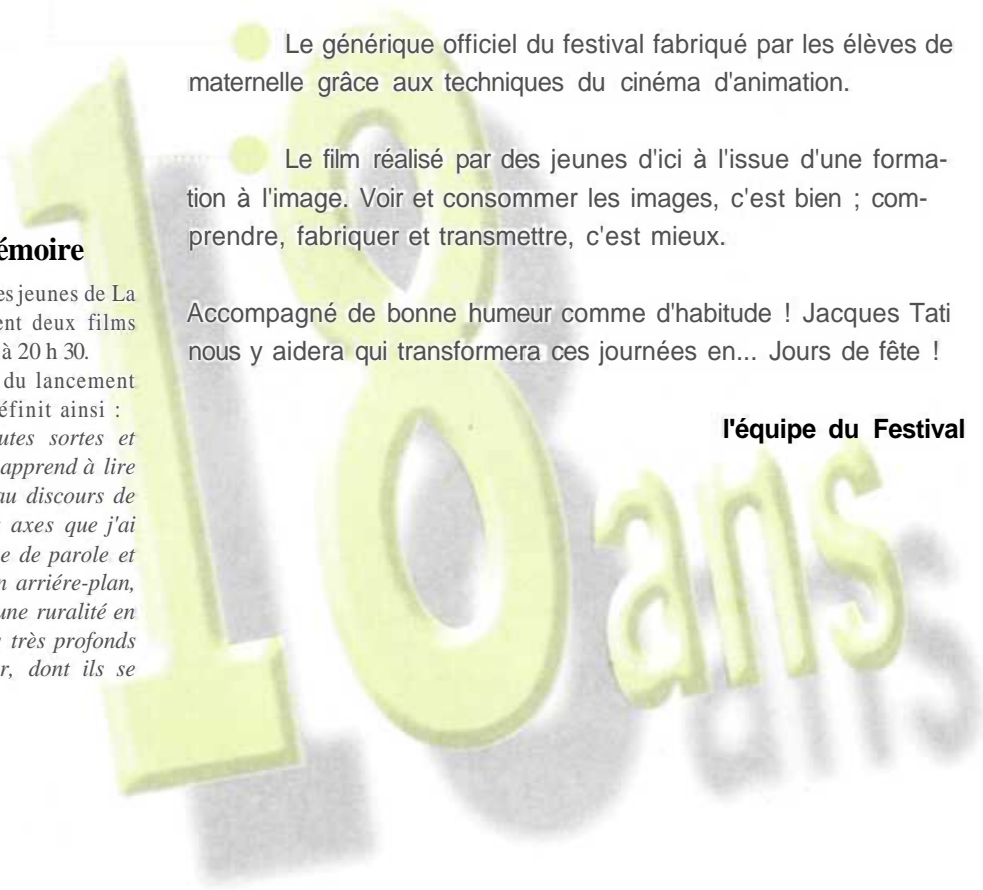 émoire
es jeunes de La
ent deux films
à 20 h 30.
du lancement
éfinit ainsi :
utes sortes et
apprend à lire
au discours de
axes que j'ai
e de parole et
n arriére-plan,
une ruralité en
très profonds
r, dont ils se
Le générique officiel du festival fabriqué par les élèves de
maternelle grâce aux techniques du cinéma d'animation.
Le film réalisé par des jeunes d'ici à l'issue d'une forma-
tion à l'image. Voir et consommer les images, c'est bien ; com-
prendre, fabriquer et transmettre, c'est mieux.
Accompagné de bonne humeur comme d'habitude ! Jacques Tati
nous y aidera qui transformera ces journées en... Jours de fête !
l'équipe du Festival
18 ans